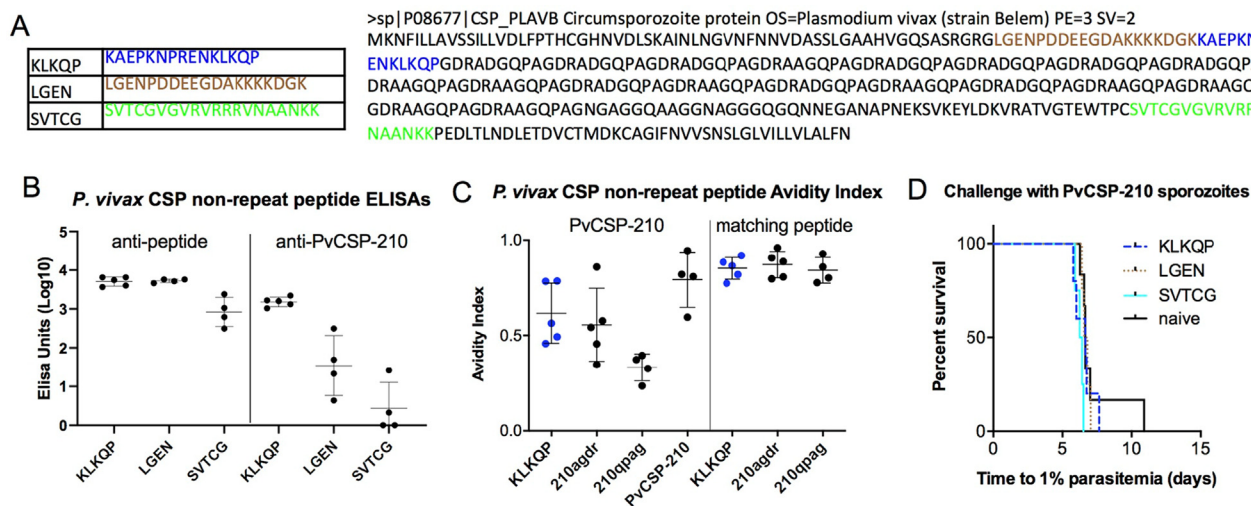 A
KLKQP KAEPKNPRENKLKQP
LGEN LGENPDDEEGDAKKKKDGK
SVTCG SVTCGVGVRVRRRVNAANKK
>sp|P08677|CSP_PLAVB Circumsporozoite protein OS=Plasmodium vivax (strain Belem) PE=3 SV=2
MKNFILLAVSSILLVDLFPTHCGHNVDLSKAINLNGVNFNNVDASSLGAAHVGQSASRGRGLGENPDDEEGDAKKKKDGKKAEPKN
ENKLKQPGDRADGQPAGDRADGQPAGDRADGQPAGDRAAGQPAGDRADGQPAGDRADGQPAGDRADGQPAGDRADGQP
DRAAGQPAGDRAAGQPAGDRADGQPAGDRAAGQPAGDRADGQPAGDRAAGQPAGDRADGQPAGDRAAGQPAGDRAAG
GDRAAGQPAGDRAAGQPAGNGAGGQAAGGNAGGGQGQNNEGANAPNEKSVKEYLDKVRATVGTEWTPCSVTCGVGVRVRR
NAANKKPEDLTLNDLETDVCTMDKCAGIFNVVSNSLGLVILLVLALFN
B
P. vivax CSP non-repeat peptide ELISAs
anti-peptide anti-PvCSP-210
Elisa Units (Log10)
5
4
3
2
1
0
KLKQP LGEN SVTCG KLKQP LGEN SVTCG
C
P. vivax CSP non-repeat peptide Avidity Index
PvCSP-210 matching peptide
Avidity Index
1.0
0.5
0.0
KLKQP 210agdr 210qpag PvCSP-210 KLKQP 210agdr 210qpag
D
Challenge with PvCSP-210 sporozoites
Percent survival
100
50
0
KLKQP
LGEN
SVTCG
naive
0 5 10 15
Time to 1% parasitemia (days)